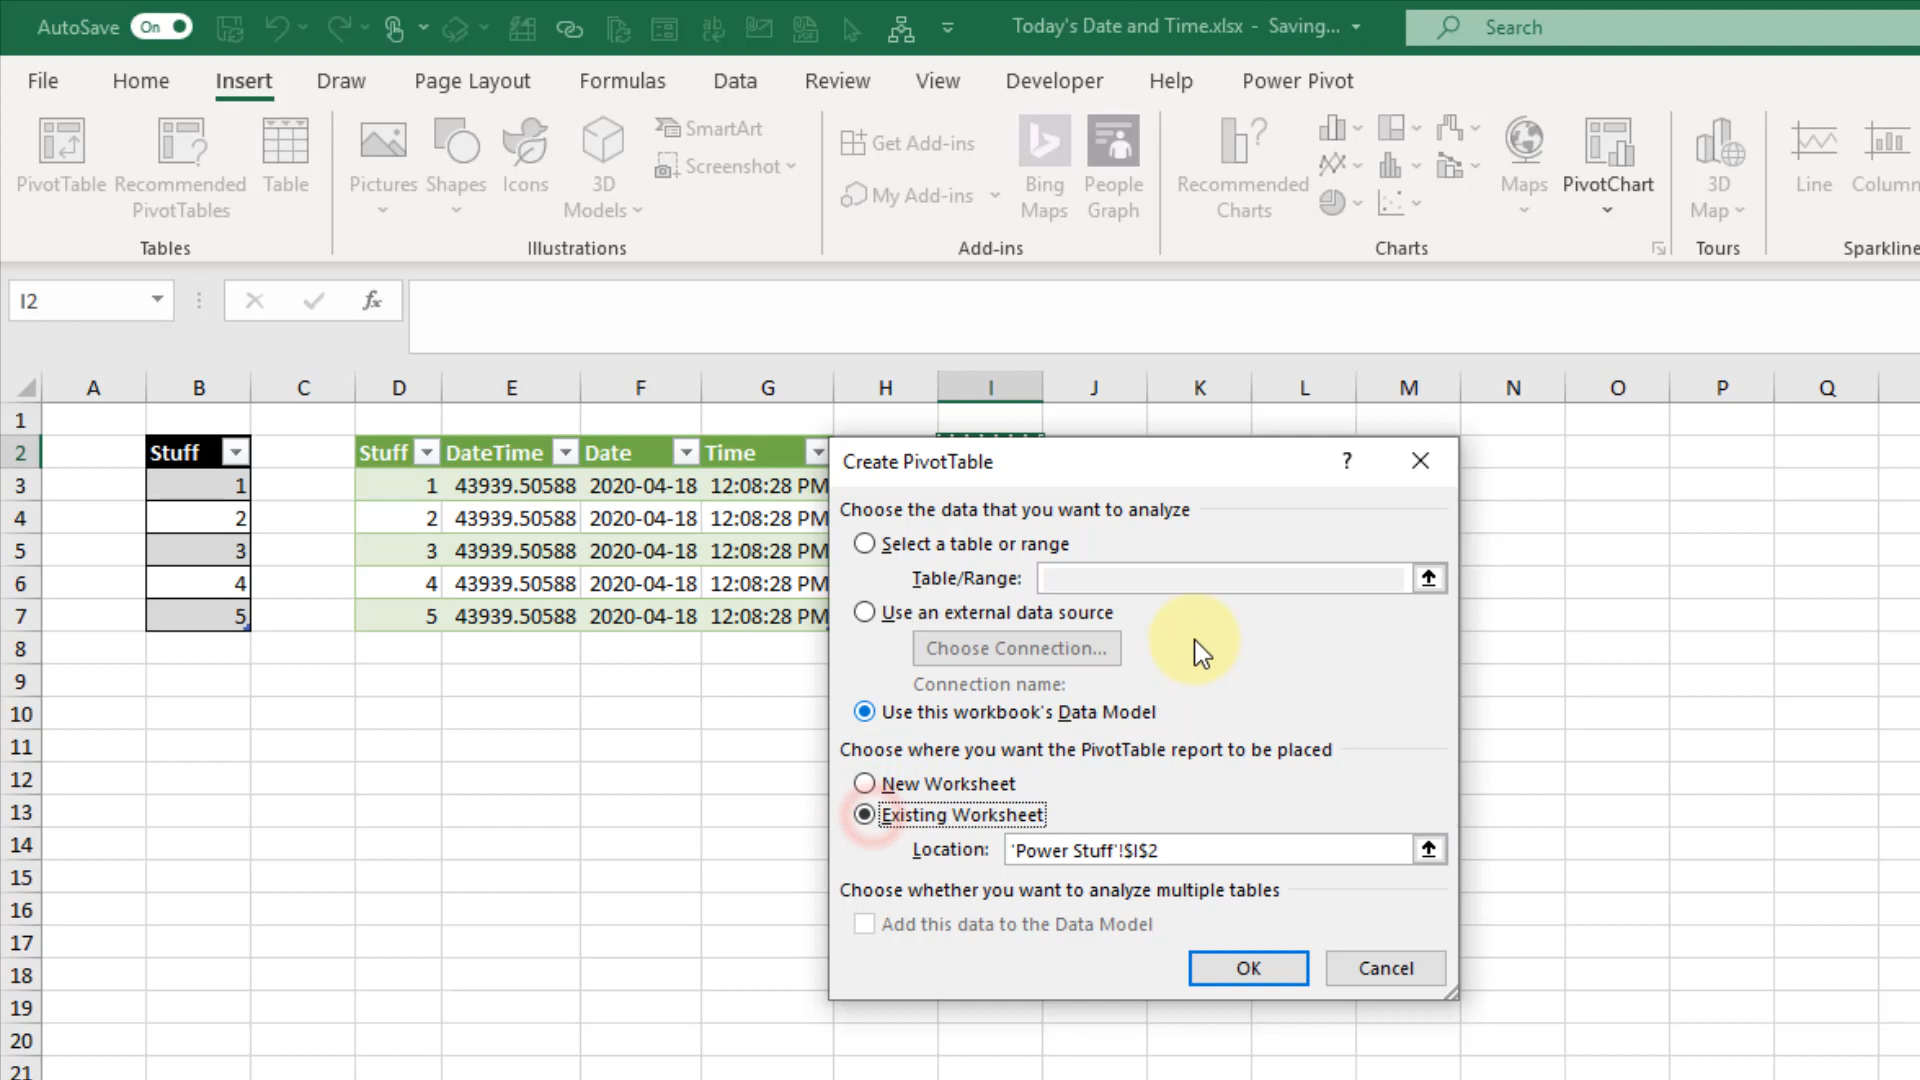 AutoSave On Today's Date and Time.xlsx - Saving... Search
File Home Insert Draw Page Layout Formulas Data Review View Developer Help Power Pivot
PivotTable
Recommended
PivotTables
Table
Tables
Pictures
Shapes
Icons
3D
Models
SmartArt
Screenshot
Illustrations
Get Add-ins
My Add-ins
Bing
Maps
People
Graph
Add-ins
Recommended
Charts
Maps
PivotChart
Charts
3D
Map
Tours
Line
Column
Sparkline
I2 fx
A B C D E F G H I J K L M N O P Q
1
2 Stuff Stuff DateTime Date Time
3 1 1 43939.50588 2020-04-18 12:08:28 PM
4 2 2 43939.50588 2020-04-18 12:08:28 PM
5 3 3 43939.50588 2020-04-18 12:08:28 PM
6 4 4 43939.50588 2020-04-18 12:08:28 PM
7 5 5 43939.50588 2020-04-18 12:08:28 PM
8
9
10
11
12
13
14
15
16
17
18
19
20
21
Create PivotTable ?
Choose the data that you want to analyze
Select a table or range
Table/Range:
Use an external data source
Choose Connection...
Connection name:
Use this workbook's Data Model
Choose where you want the PivotTable report to be placed
New Worksheet
Existing Worksheet
Location: 'Power Stuff'!$I$2
Choose whether you want to analyze multiple tables
Add this data to the Data Model
OK Cancel